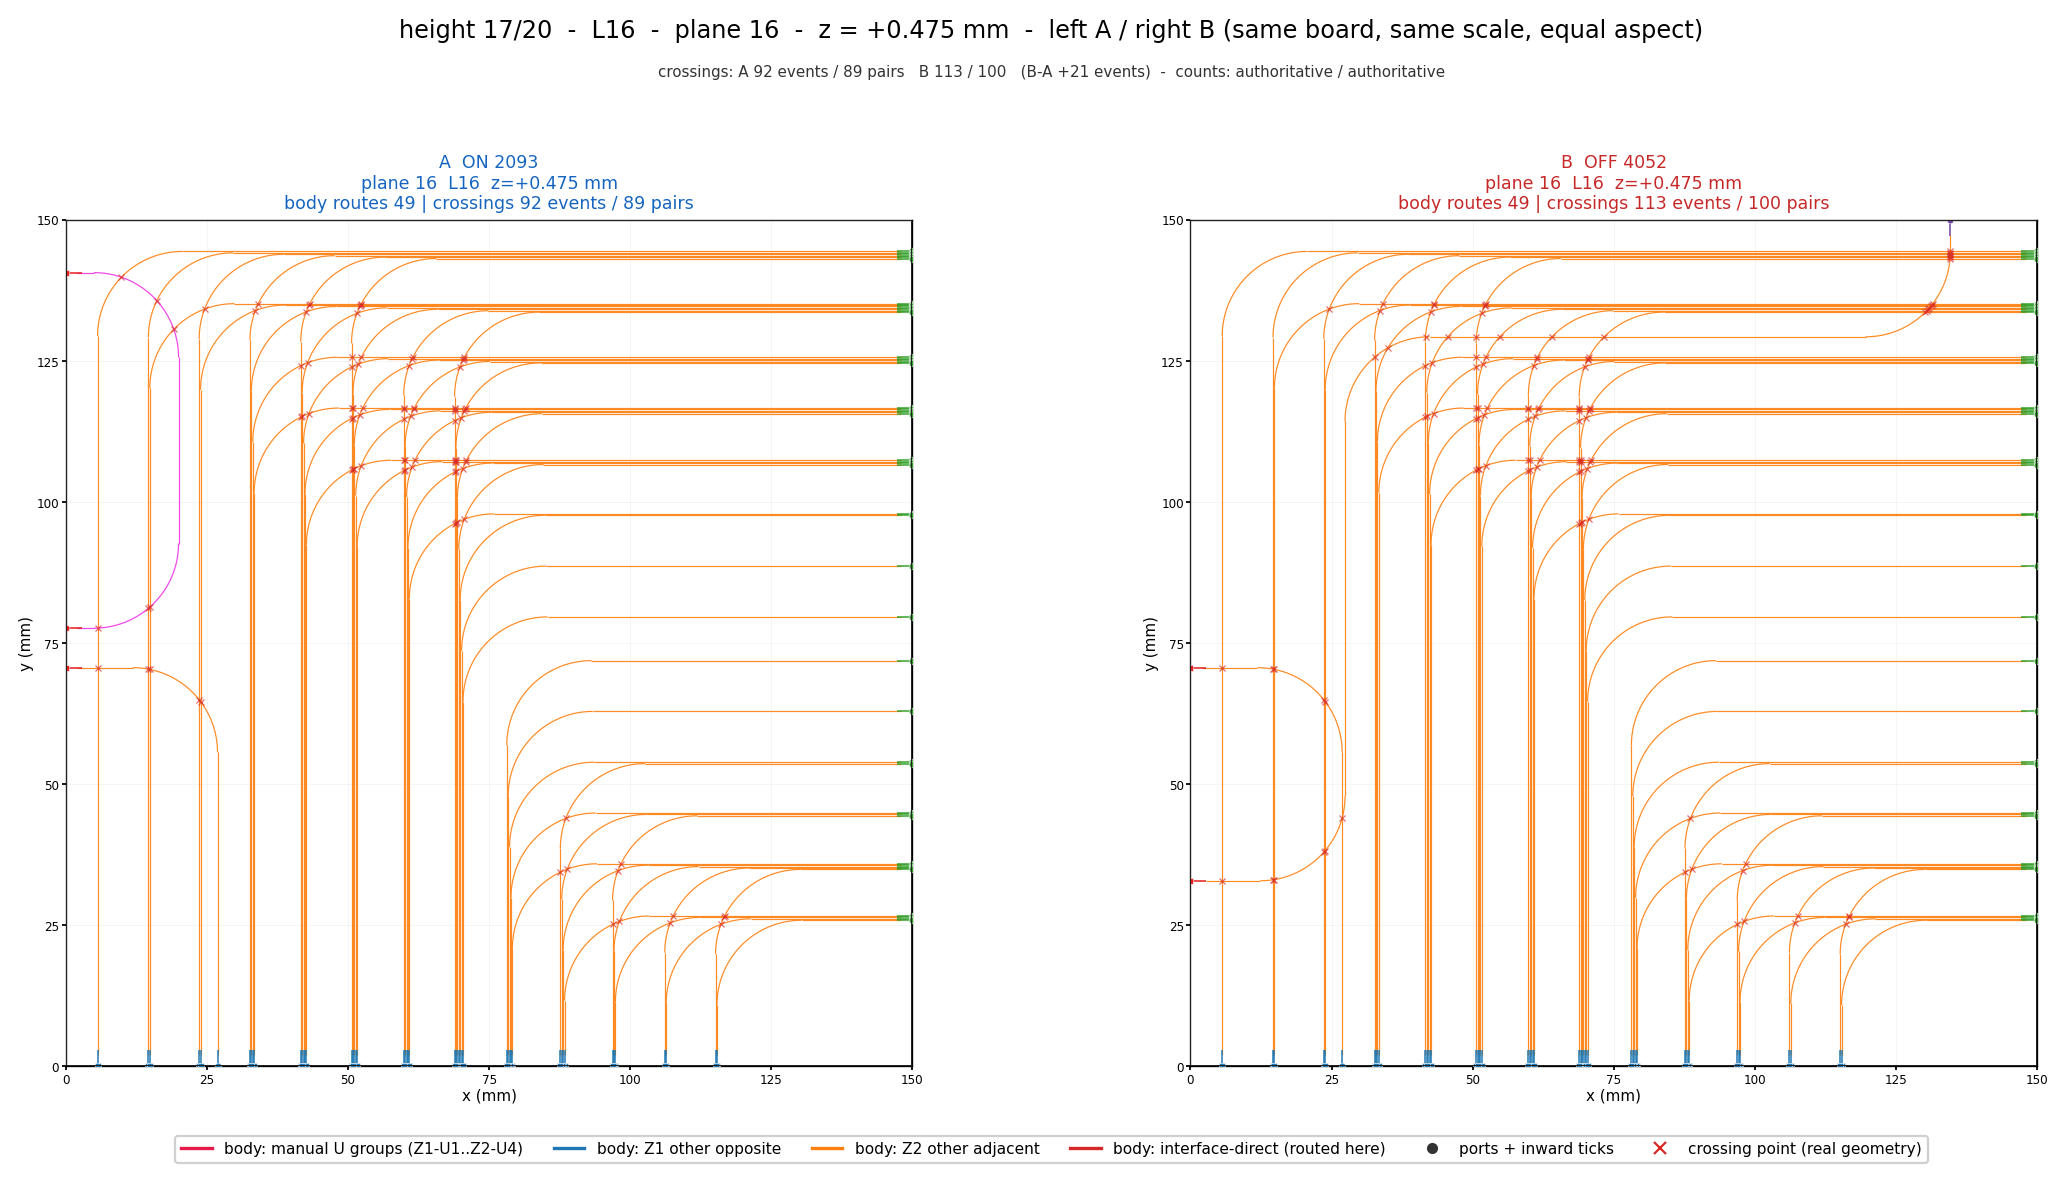 height 17/20  -  L16  -  plane 16  -  z = +0.475 mm  -  left A / right B (same board, same scale, equal aspect)
crossings: A 92 events / 89 pairs   B 113 / 100   (B-A +21 events)  -  counts: authoritative / authoritative
A  ON 2093
plane 16  L16  z=+0.475 mm
body routes 49 | crossings 92 events / 89 pairs
150
125
100
75
50
25
0
y (mm)
0 25 50 75 100 125 150
x (mm)
B  OFF 4052
plane 16  L16  z=+0.475 mm
body routes 49 | crossings 113 events / 100 pairs
150
125
100
75
50
25
0
y (mm)
0 25 50 75 100 125 150
x (mm)
body: manual U groups (Z1-U1..Z2-U4)
body: Z1 other opposite
body: Z2 other adjacent
body: interface-direct (routed here)
ports + inward ticks
crossing point (real geometry)